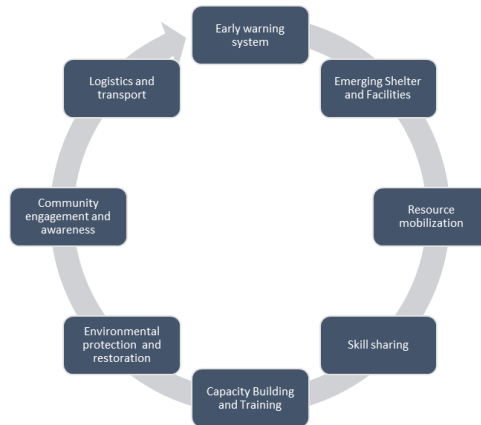 Early warning
system
Emerging Shelter
and Facilities
Resource
mobilization
Skill sharing
Capacity Building
and Training
Environmental
protection and
restoration
Community
engagement and
awareness
Logistics and
transport